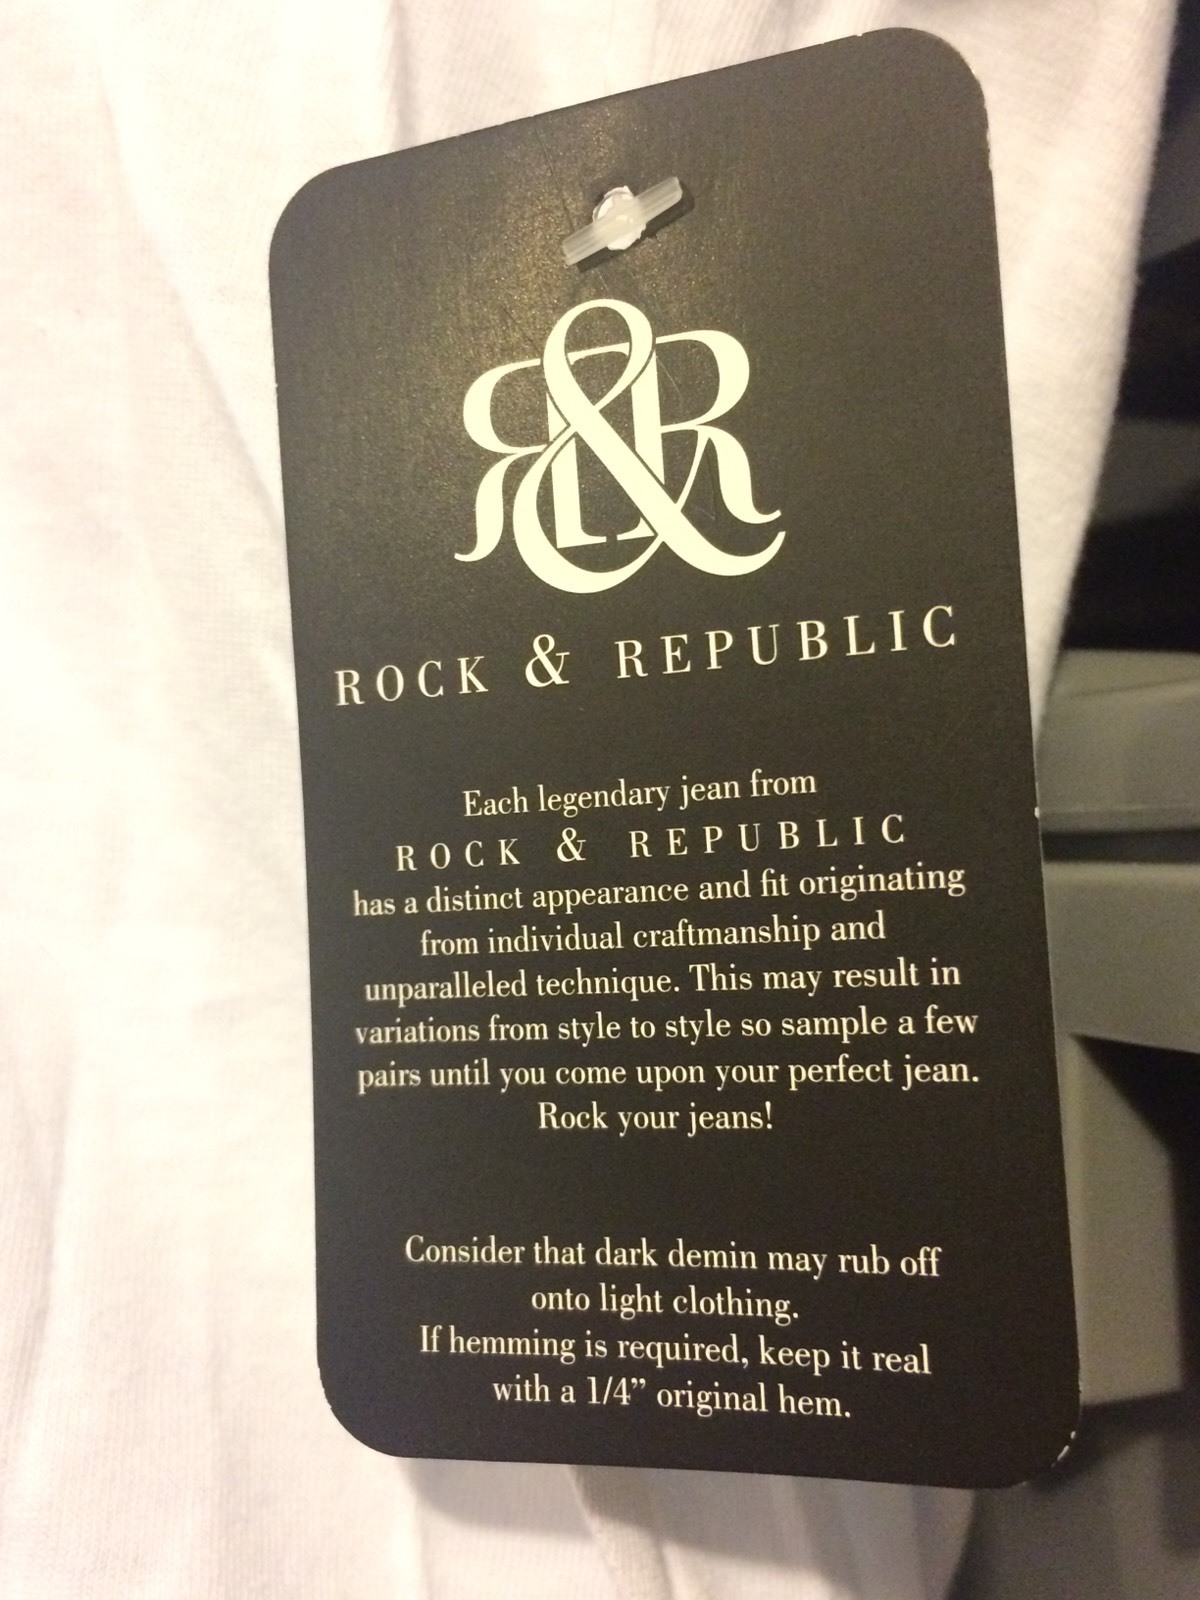 R&R
ROCK & REPUBLIC
Each legendary jean from
ROCK & REPUBLIC
has a distinct appearance and fit originating
from individual craftmanship and
unparalleled technique. This may result in
variations from style to style so sample a few
pairs until you come upon your perfect jean.
Rock your jeans!
Consider that dark demin may rub off
onto light clothing.
If hemming is required, keep it real
with a 1/4” original hem.